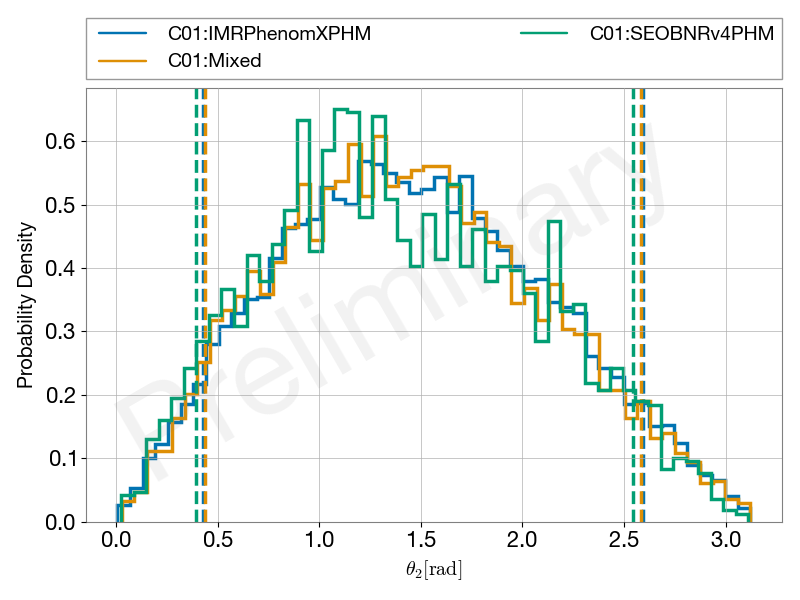 C01:IMRPhenomXPHM
C01:Mixed
C01:SEOBNRv4PHM
Probability Density
0.6
0.5
0.4
0.3
0.2
0.1
0.0
Preliminary
0.0 0.5 1.0 1.5 2.0 2.5 3.0
θ₂[rad]